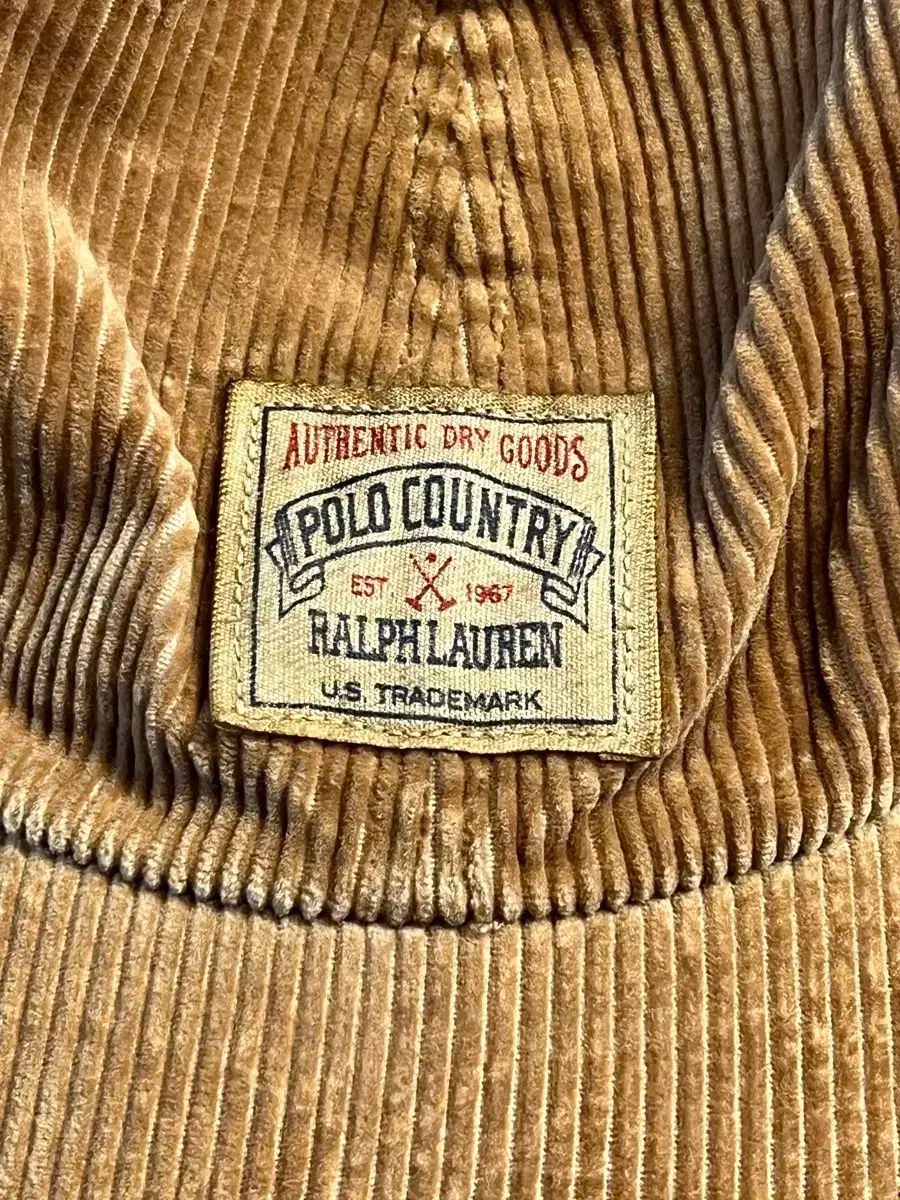 AUTHENTIC DRY GOODS
POLO COUNTRY
EST 1967
RALPH LAUREN
U.S. TRADEMARK